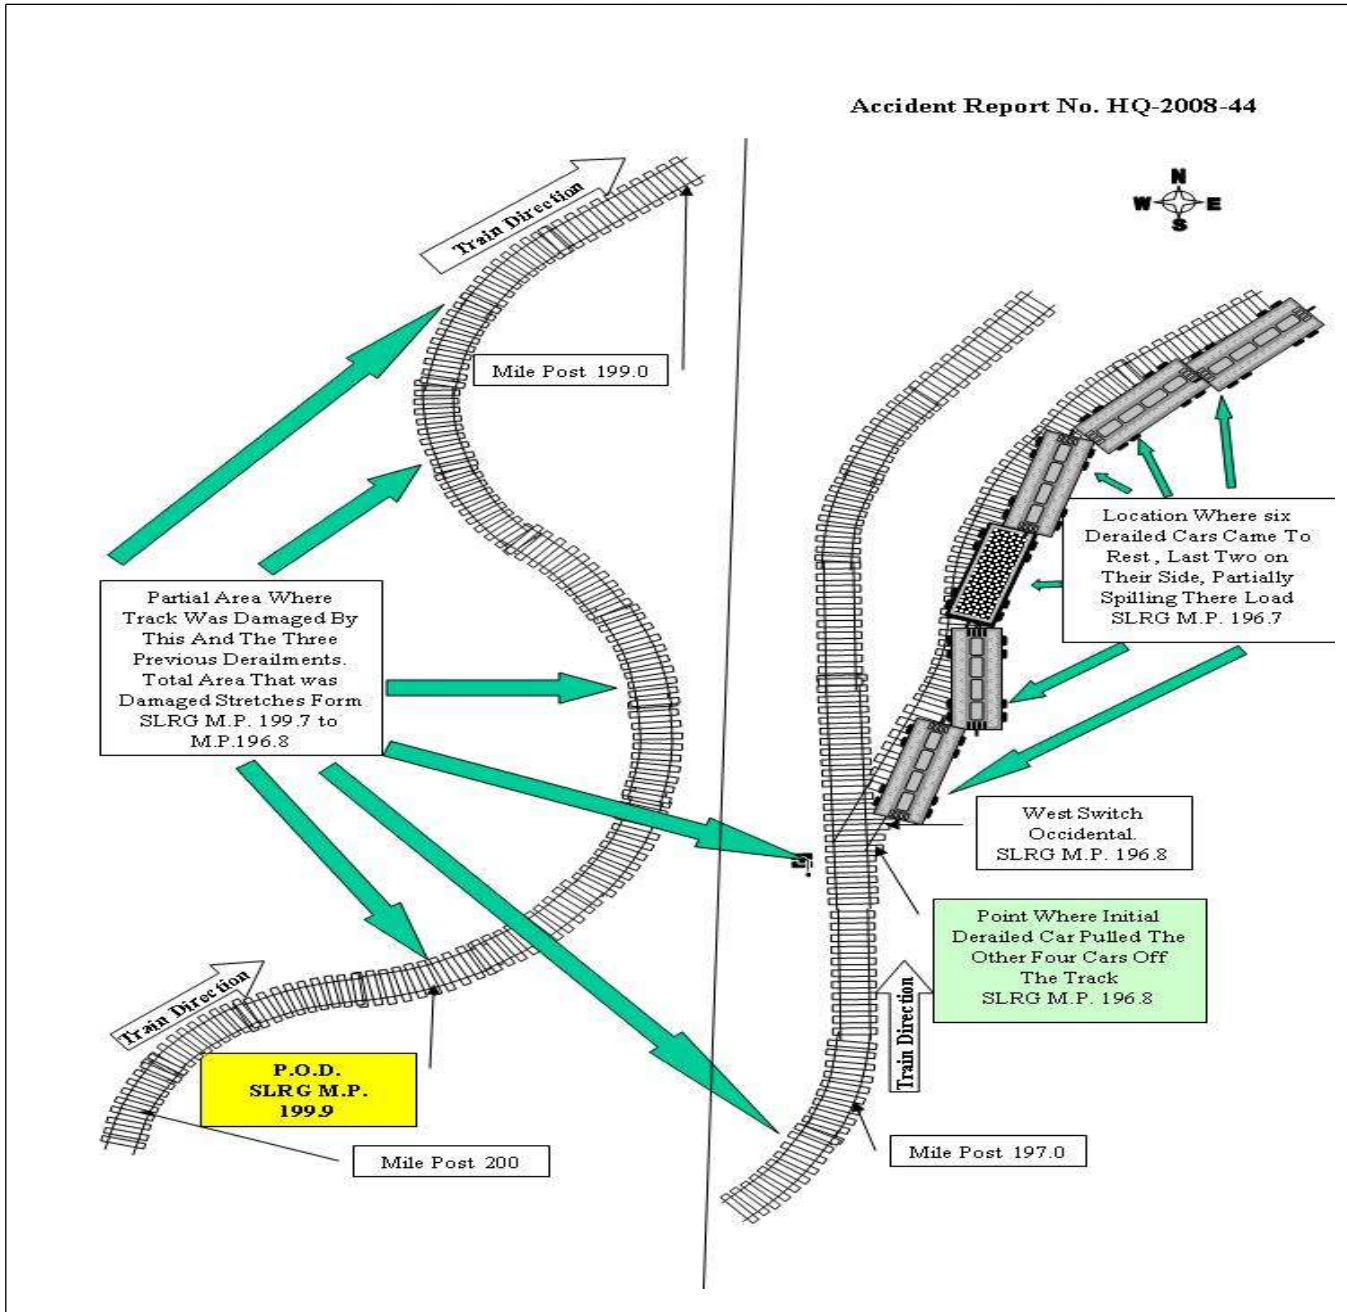 Accident Report No. HQ-2008-44
N
W E
S
Train Direction
Mile Post 199.0
Partial Area Where
Track Was Damaged By
This And The Three
Previous Derailments.
Total Area That was
Damaged Stretches Form
SLRG M.P. 199.7 to
M.P.196.8
Location Where six
Derailed Cars Came To
Rest , Last Two on
Their Side, Partially
Spilling There Load
SLRG M.P. 196.7
West Switch
Occidental.
SLRG M.P. 196.8
Point Where Initial
Derailed Car Pulled The
Other Four Cars Off
The Track
SLRG M.P. 196.8
Train Direction
Train Direction
P.O.D.
SLRG M.P.
199.9
Mile Post 200
Mile Post 197.0